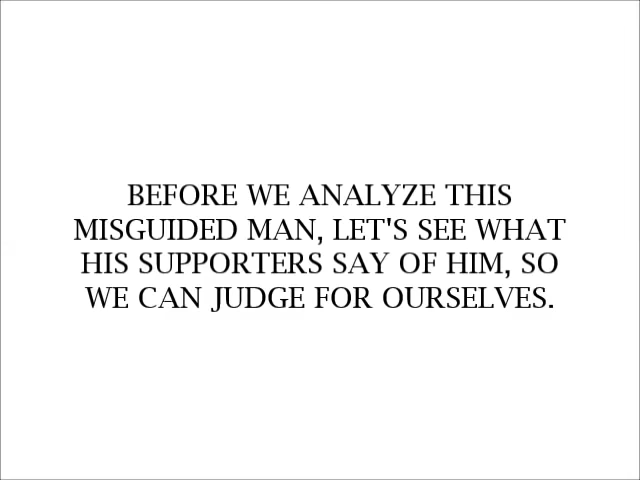 BEFORE WE ANALYZE THIS
MISGUIDED MAN, LET'S SEE WHAT
HIS SUPPORTERS SAY OF HIM, SO
WE CAN JUDGE FOR OURSELVES.